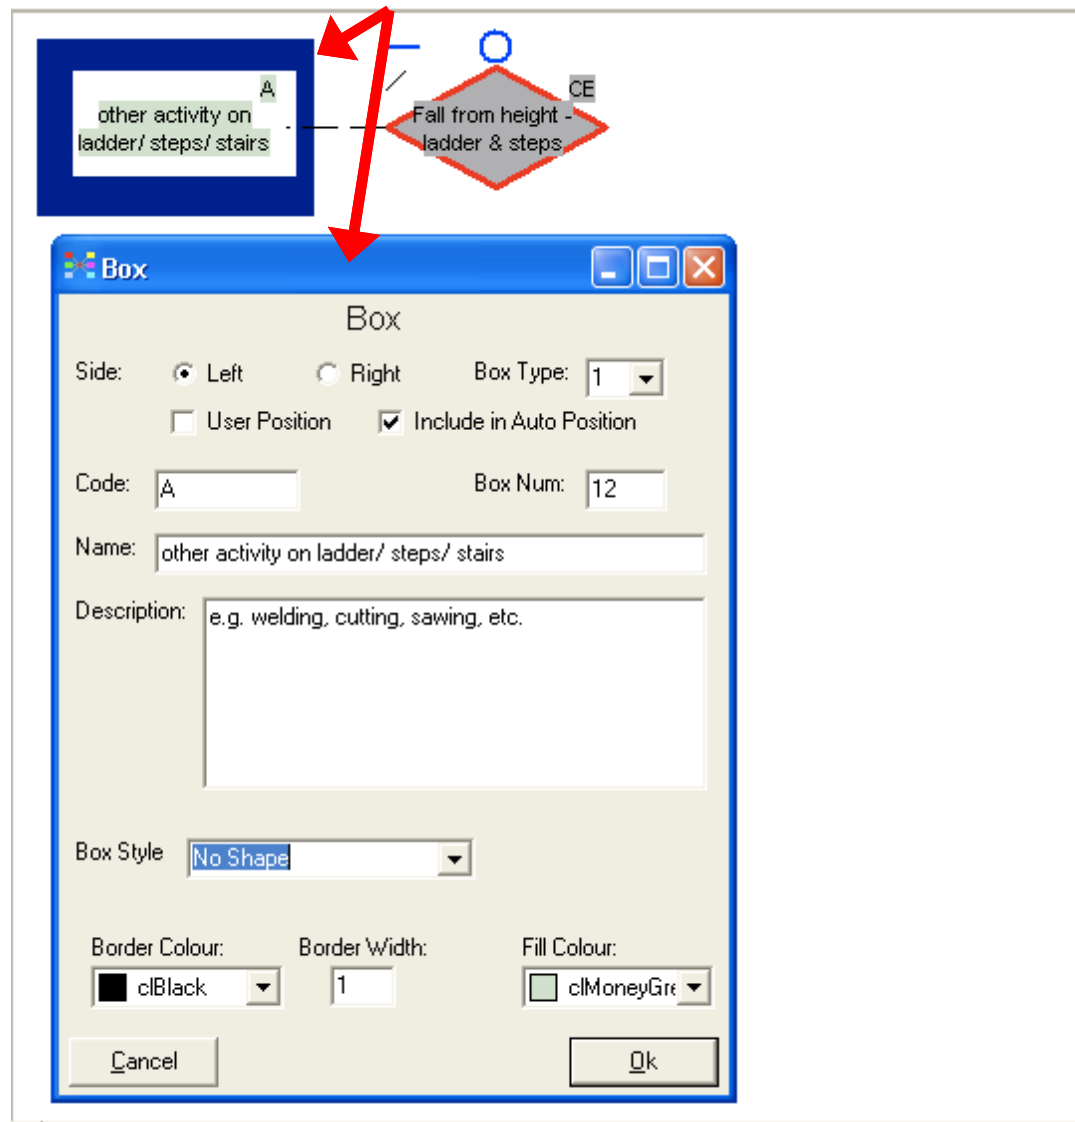 A
other activity on
ladder/ steps/ stairs
CE
Fall from height -
ladder & steps
Box
Box
Side: Left Right Box Type: 1
User Position Include in Auto Position
Code: A Box Num: 12
Name: other activity on ladder/ steps/ stairs
Description: e.g. welding, cutting, sawing, etc.
Box Style No Shape
Border Colour: Border Width: Fill Colour:
clBlack 1 clMoneyGre
Cancel Ok